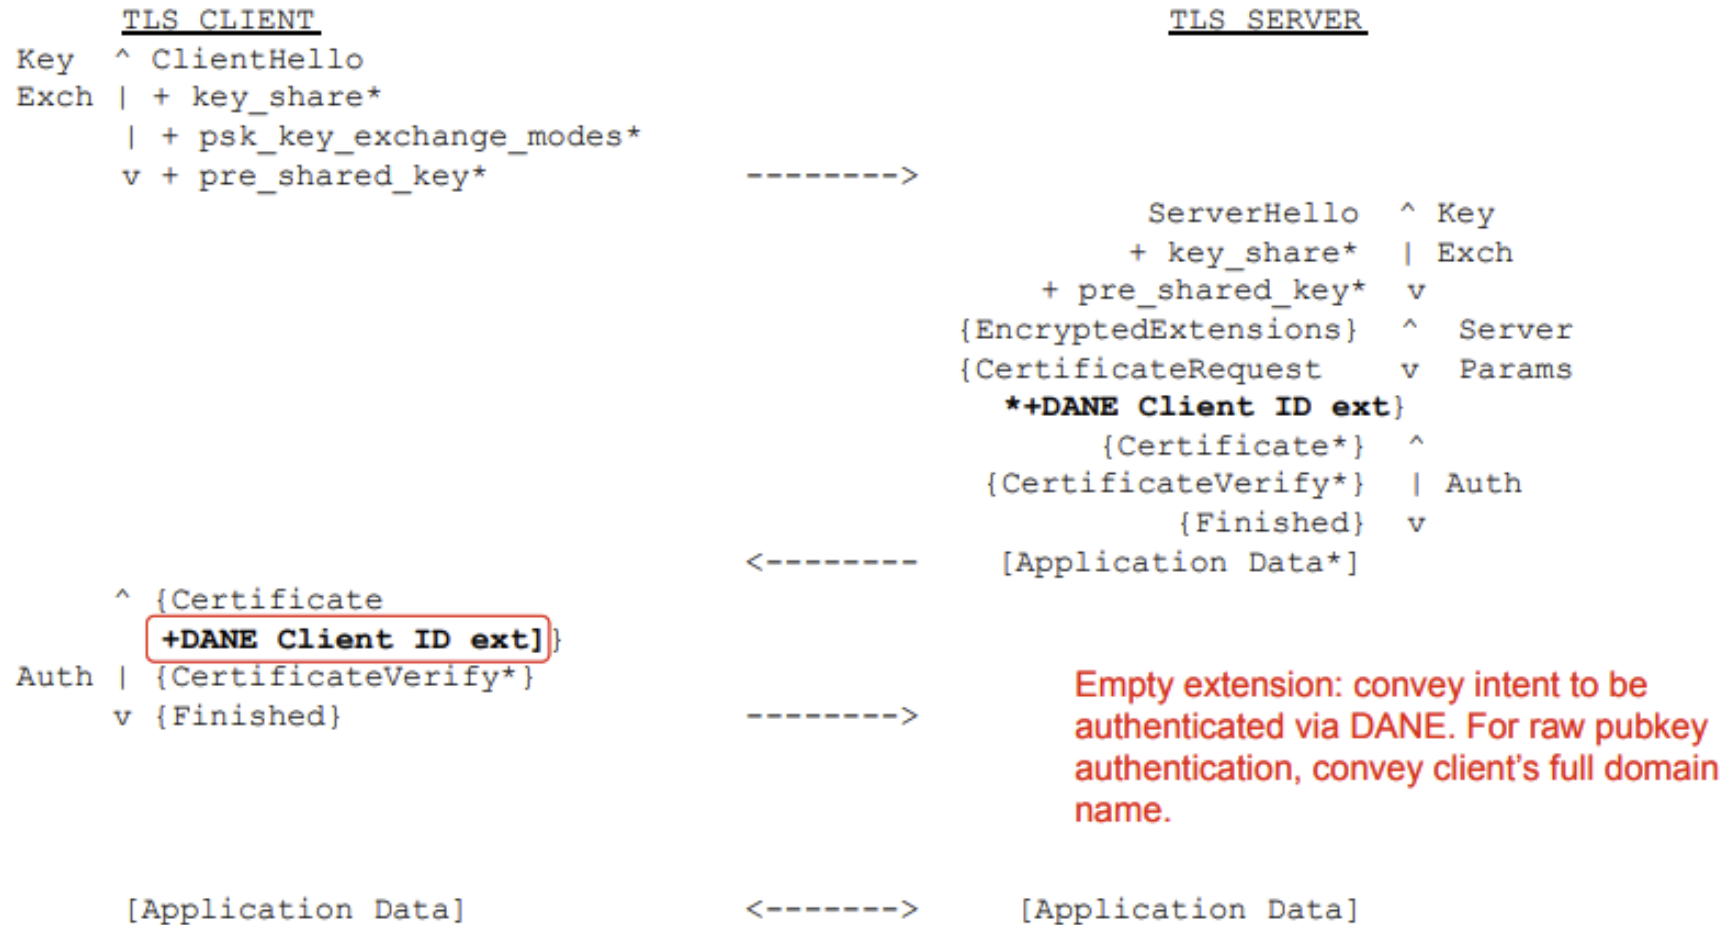 TLS CLIENT TLS SERVER
Key ^ ClientHello
Exch | + key_share*
| + psk_key_exchange_modes*
v + pre_shared_key* -------->
ServerHello ^ Key
+ key_share* | Exch
+ pre_shared_key* v
{EncryptedExtensions} ^ Server
{CertificateRequest v Params
*+DANE Client ID ext}
{Certificate*} ^
{CertificateVerify*} | Auth
{Finished} v
<-------- [Application Data*]
^ {Certificate
+DANE Client ID ext]}
Auth | {CertificateVerify*}
v {Finished} -------->
Empty extension: convey intent to be
authenticated via DANE. For raw pubkey
authentication, convey client's full domain
name.
[Application Data] <-------> [Application Data]